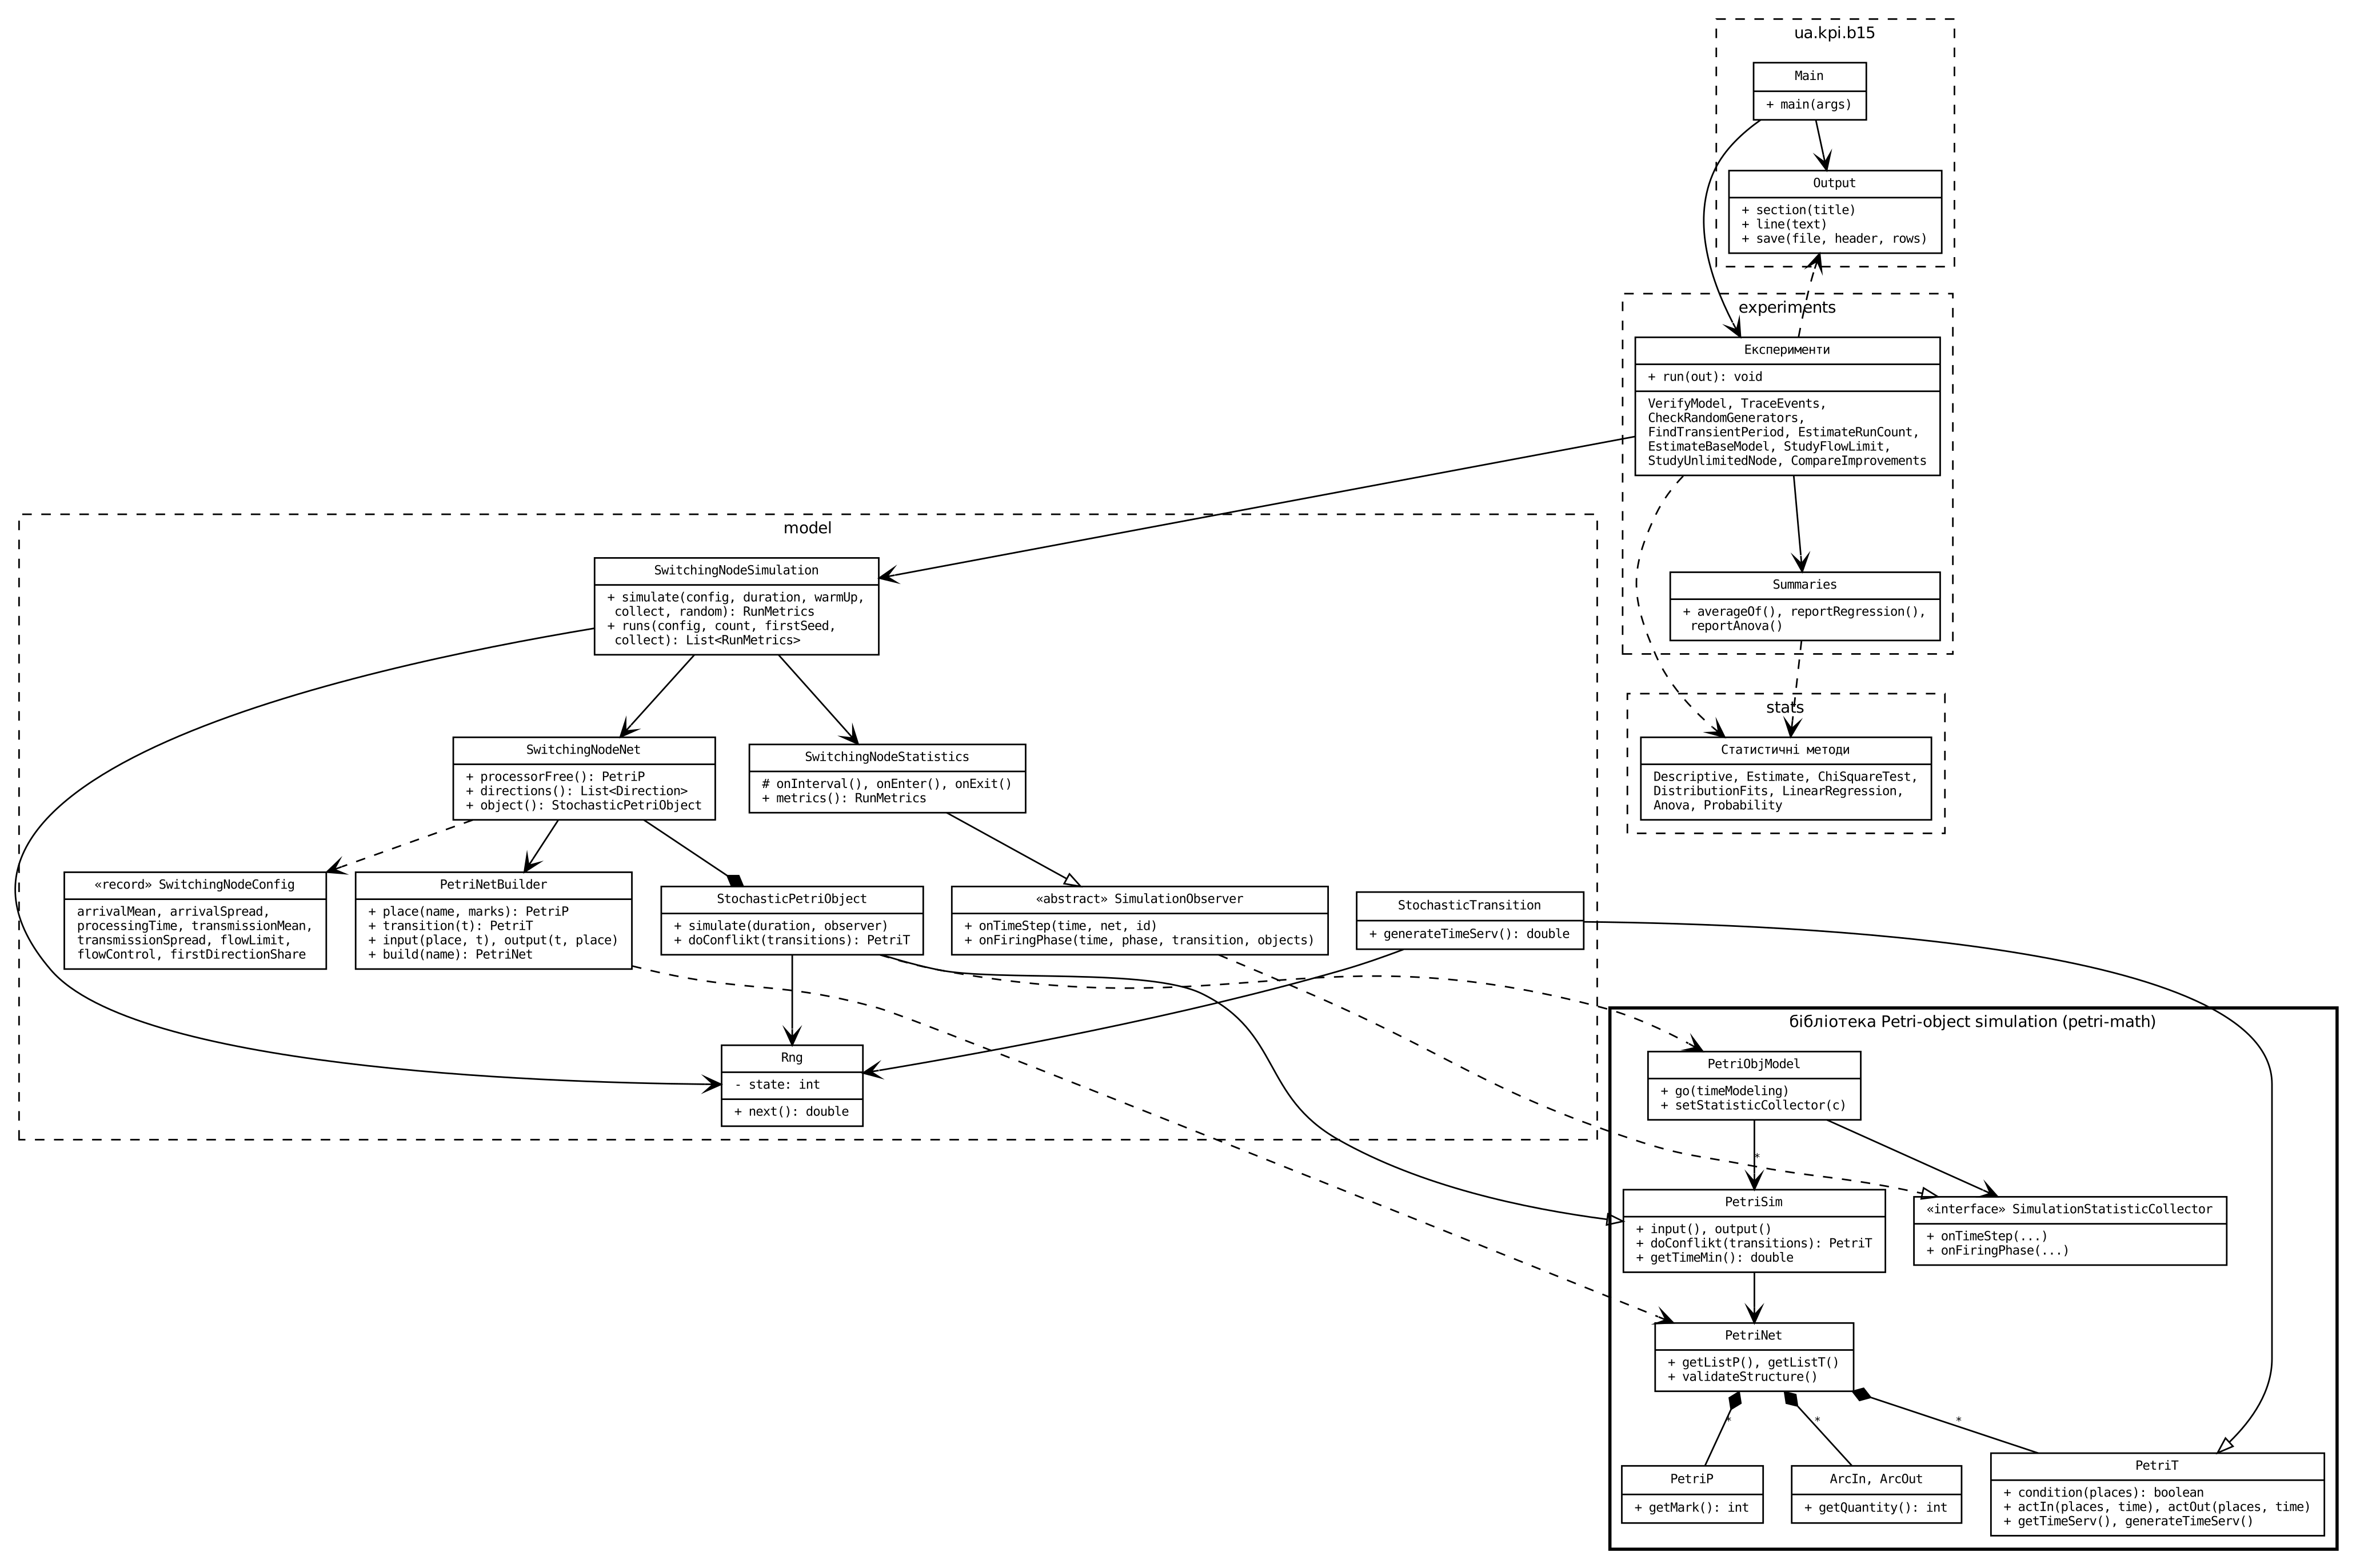 ua.kpi.b15
Main
+ main(args)
Output
+ section(title)
+ line(text)
+ save(file, header, rows)
experiments
Експерименти
+ run(out): void
VerifyModel, TraceEvents,
CheckRandomGenerators,
FindTransientPeriod, EstimateRunCount,
EstimateBaseModel, StudyFlowLimit,
StudyUnlimitedNode, CompareImprovements
Summaries
+ averageOf(), reportRegression(),
reportAnova()
stats
Статистичні методи
Descriptive, Estimate, ChiSquareTest,
DistributionFits, LinearRegression,
Anova, Probability
model
SwitchingNodeSimulation
+ simulate(config, duration, warmUp,
collect, random): RunMetrics
+ runs(config, count, firstSeed,
collect): List<RunMetrics>
SwitchingNodeNet
+ processorFree(): PetriP
+ directions(): List<Direction>
+ object(): StochasticPetriObject
SwitchingNodeStatistics
# onInterval(), onEnter(), onExit()
+ metrics(): RunMetrics
«record» SwitchingNodeConfig
arrivalMean, arrivalSpread,
processingTime, transmissionMean,
transmissionSpread, flowLimit,
flowControl, firstDirectionShare
PetriNetBuilder
+ place(name, marks): PetriP
+ transition(t): PetriT
+ input(place, t), output(t, place)
+ build(name): PetriNet
StochasticPetriObject
+ simulate(duration, observer)
+ doConflikt(transitions): PetriT
«abstract» SimulationObserver
+ onTimeStep(time, net, id)
+ onFiringPhase(time, phase, transition, objects)
StochasticTransition
+ generateTimeServ(): double
Rng
- state: int
+ next(): double
бібліотека Petri-object simulation (petri-math)
PetriObjModel
+ go(timeModeling)
+ setStatisticCollector(c)
*
PetriSim
+ input(), output()
+ doConflikt(transitions): PetriT
+ getTimeMin(): double
«interface» SimulationStatisticCollector
+ onTimeStep(...)
+ onFiringPhase(...)
PetriNet
+ getListP(), getListT()
+ validateStructure()
*
*
*
PetriP
+ getMark(): int
ArcIn, ArcOut
+ getQuantity(): int
PetriT
+ condition(places): boolean
+ actIn(places, time), actOut(places, time)
+ getTimeServ(), generateTimeServ()